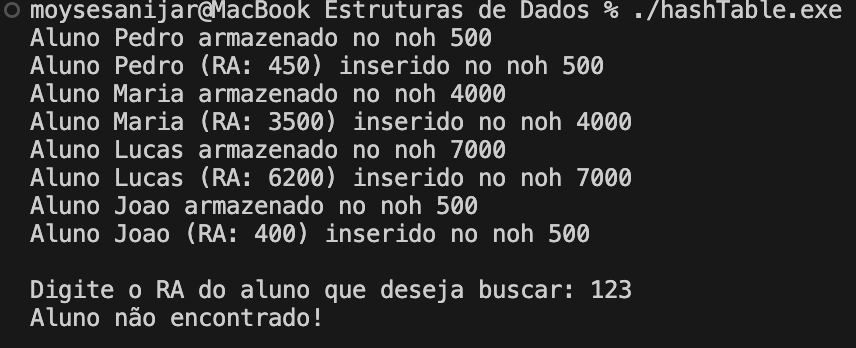 moysesanijar@MacBook Estruturas de Dados % ./hashTable.exe
Aluno Pedro armazenado no noh 500
Aluno Pedro (RA: 450) inserido no noh 500
Aluno Maria armazenado no noh 4000
Aluno Maria (RA: 3500) inserido no noh 4000
Aluno Lucas armazenado no noh 7000
Aluno Lucas (RA: 6200) inserido no noh 7000
Aluno Joao armazenado no noh 500
Aluno Joao (RA: 400) inserido no noh 500
Digite o RA do aluno que deseja buscar: 123
Aluno não encontrado!